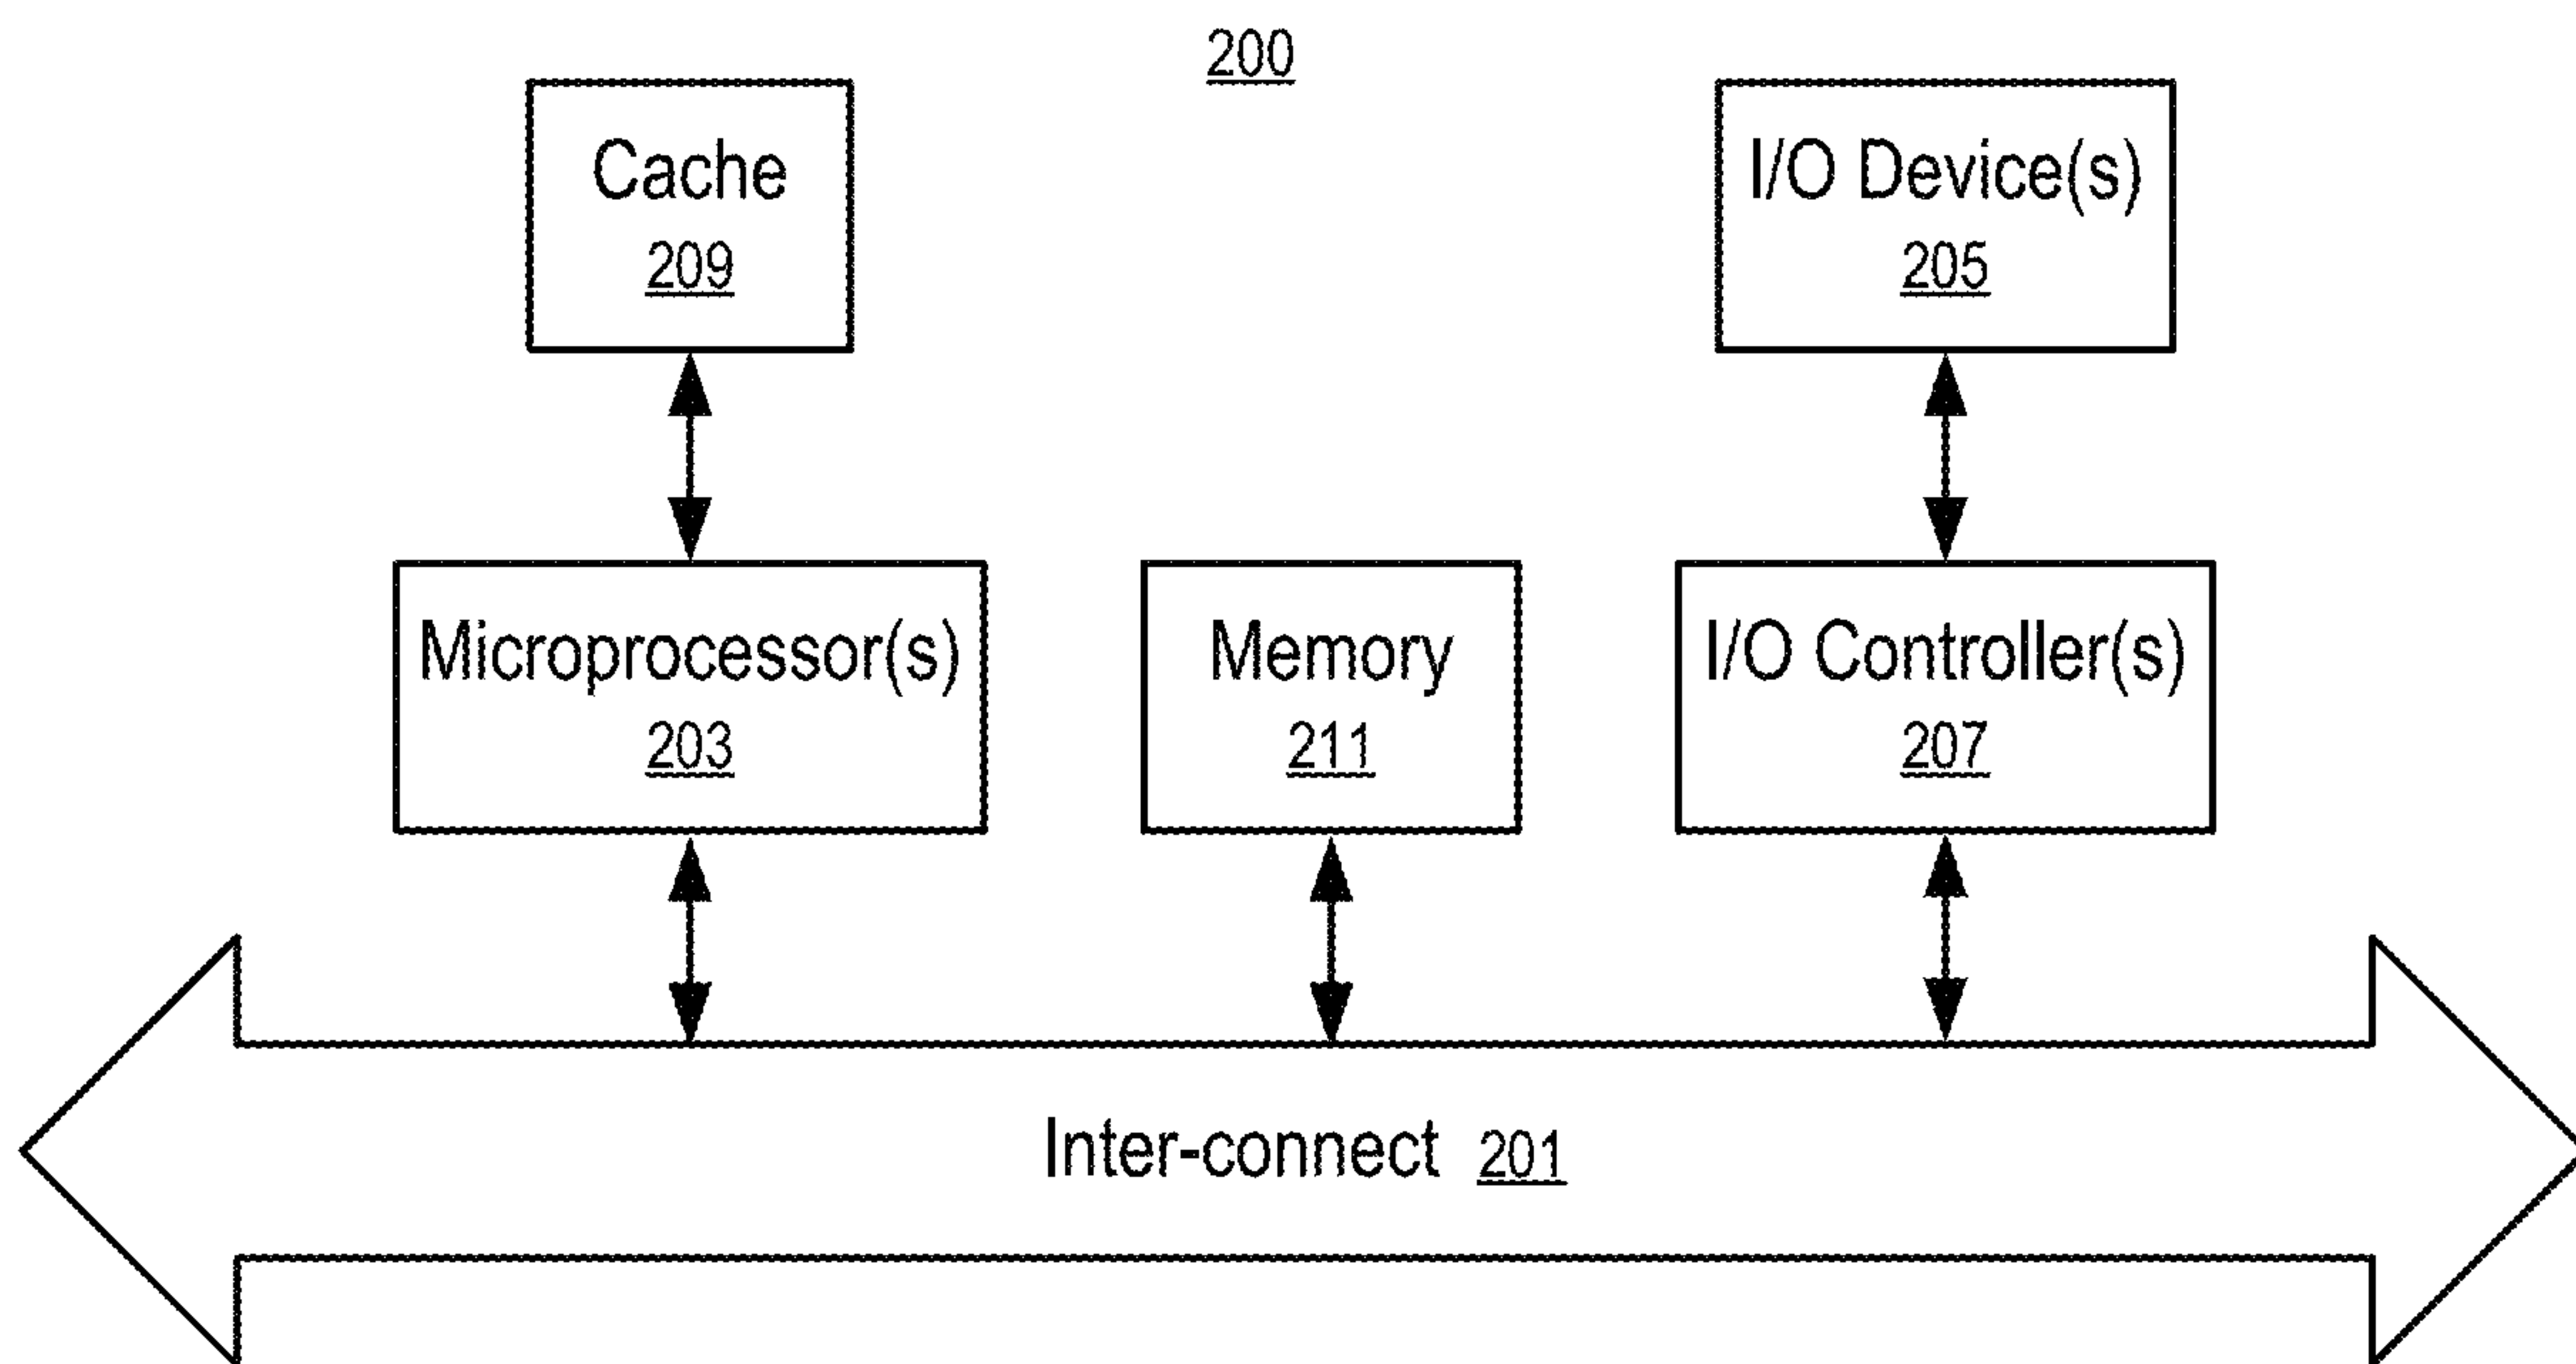 200
Cache
209
I/O Device(s)
205
Microprocessor(s)
203
Memory
211
I/O Controller(s)
207
Inter-connect 201